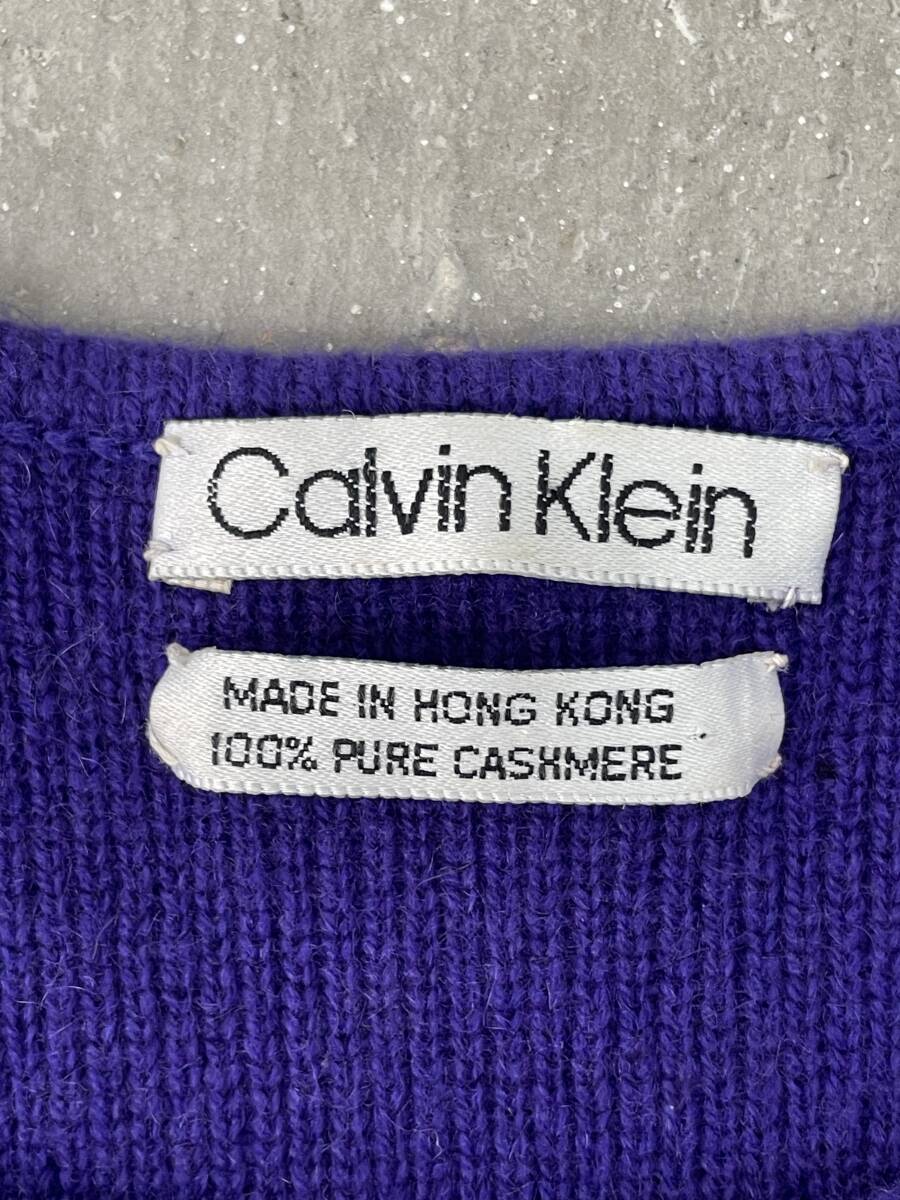 Calvin Klein
MADE IN HONG KONG
100% PURE CASHMERE